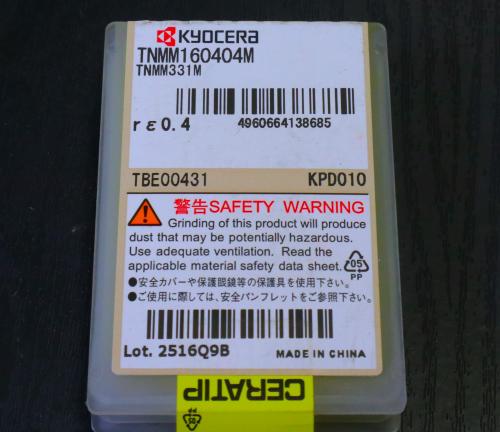 KYOCERA
TNMM160404M
TNMM331M
rε0.4
4960664138685
TBE00431 KPD010
警告SAFETY WARNING
Grinding of this product will produce
dust that may be potentially hazardous.
Use adequate ventilation. Read the
applicable material safety data sheet.
05
PP
●安全カバーや保護眼鏡等の保護具を使用下さい。
●ご使用に際しては、安全パンフレットをご参照下さい。
Lot. 2516Q9B MADE IN CHINA
CERATIP